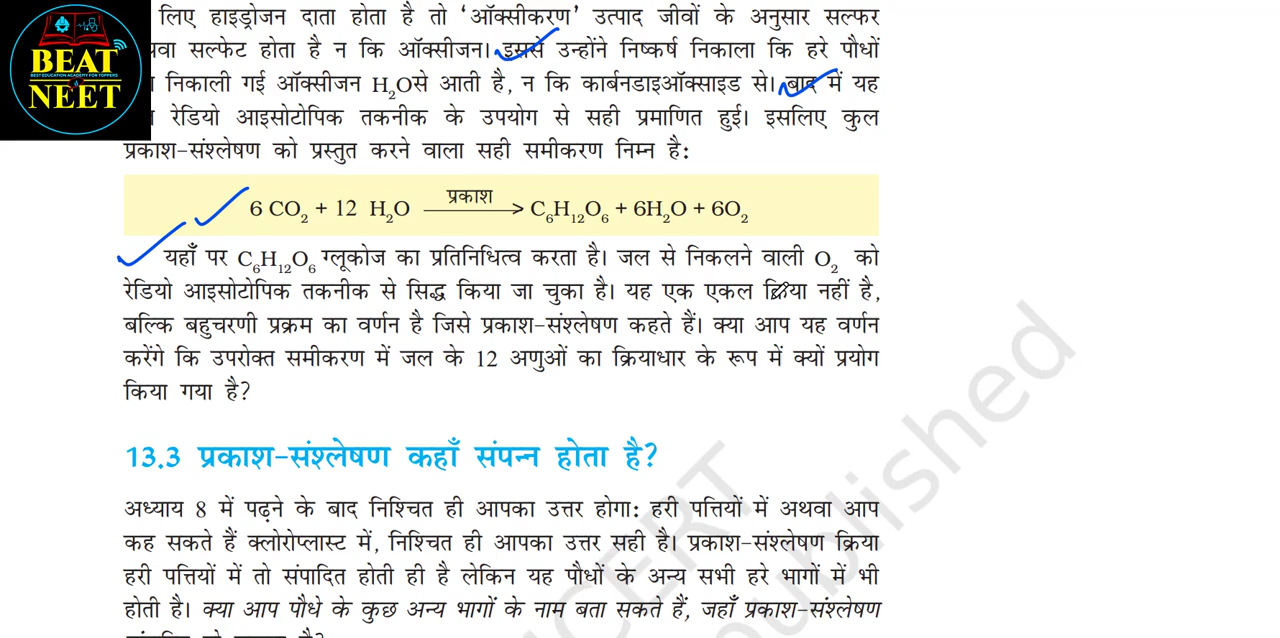 BEAT
BEST EDUCATION ACADEMY FOR TOPPERS
NEET
लिए हाइड्रोजन दाता होता है तो ‘ऑक्सीकरण’ उत्पाद जीवों के अनुसार सल्फर
सल्फेट होता है न कि ऑक्सीजन। इससे उन्होंने निष्कर्ष निकाला कि हरे पौधों
निकाली गई ऑक्सीजन H₂O से आती है, न कि कार्बनडाइऑक्साइड से। बाद में यह
रेडियो आइसोटोपिक तकनीक के उपयोग से सही प्रमाणित हुई। इसलिए कुल
प्रकाश-संश्लेषण को प्रस्तुत करने वाला सही समीकरण निम्न है:
प्रकाश
6 CO₂ + 12 H₂O ⟶ C₆H₁₂O₆ + 6H₂O + 6O₂
यहाँ पर C₆H₁₂O₆ ग्लूकोज का प्रतिनिधित्व करता है। जल से निकलने वाली O₂ को
रेडियो आइसोटोपिक तकनीक से सिद्ध किया जा चुका है। यह एक एकल क्रिया नहीं है,
बल्कि बहुचरणी प्रक्रम का वर्णन है जिसे प्रकाश-संश्लेषण कहते हैं। क्या आप यह वर्णन
करेंगे कि उपरोक्त समीकरण में जल के 12 अणुओं का क्रियाधार के रूप में क्यों प्रयोग
किया गया है?
13.3 प्रकाश-संश्लेषण कहाँ संपन्न होता है?
अध्याय 8 में पढ़ने के बाद निश्चित ही आपका उत्तर होगा: हरी पत्तियों में अथवा आप
कह सकते हैं क्लोरोप्लास्ट में, निश्चित ही आपका उत्तर सही है। प्रकाश-संश्लेषण क्रिया
हरी पत्तियों में तो संपादित होती ही है लेकिन यह पौधों के अन्य सभी हरे भागों में भी
होती है। क्या आप पौधे के कुछ अन्य भागों के नाम बता सकते हैं, जहाँ प्रकाश-संश्लेषण
NCERT
published